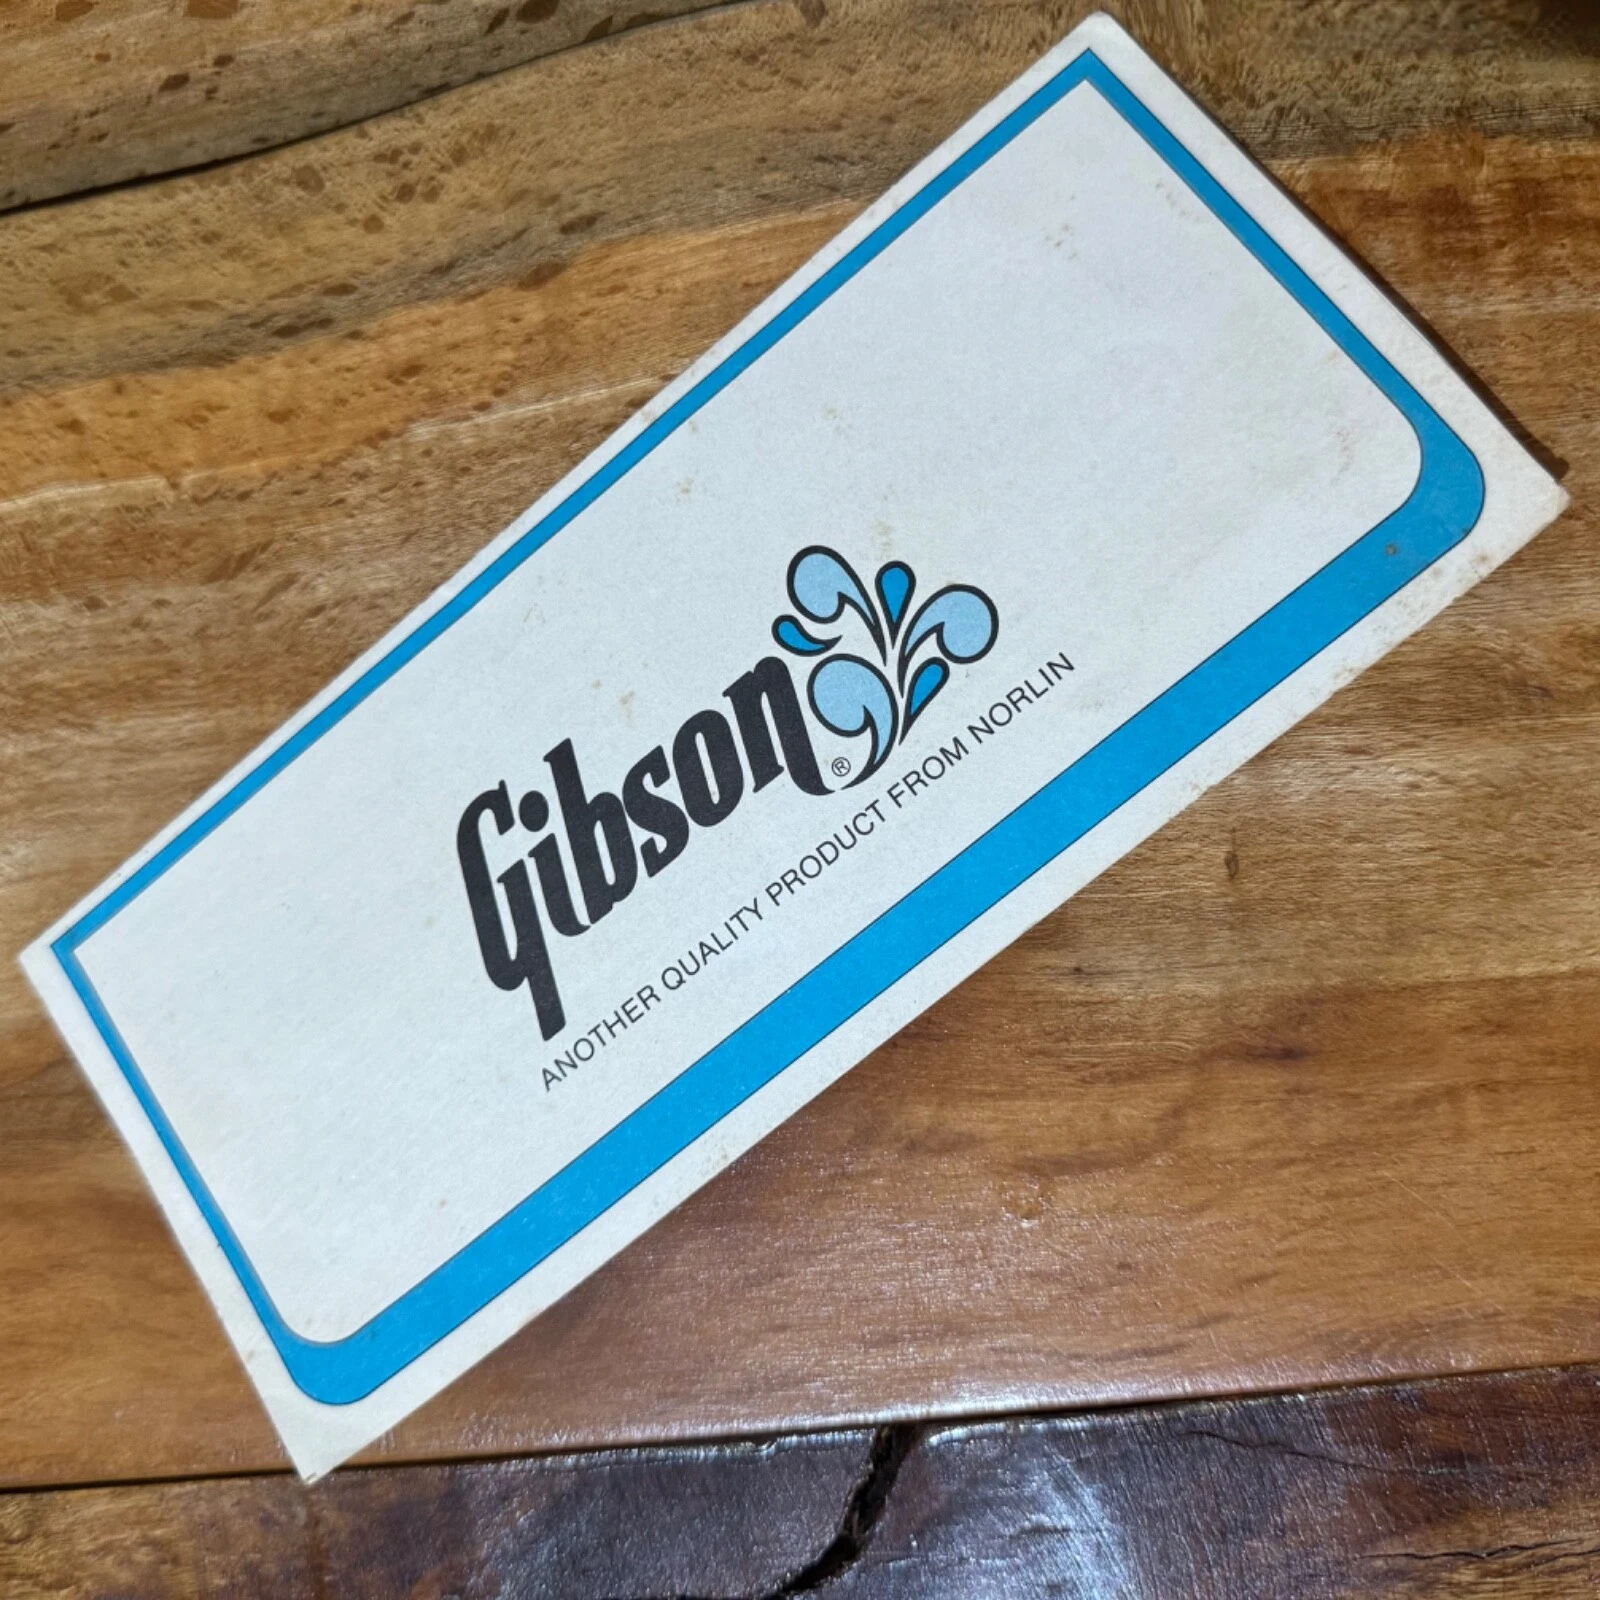 Gibson®
ANOTHER QUALITY PRODUCT FROM NORLIN